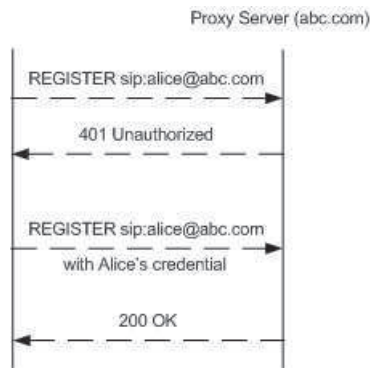 Proxy Server (abc.com)
REGISTER sip:alice@abc.com
401 Unauthorized
REGISTER sip:alice@abc.com
with Alice's credential
200 OK